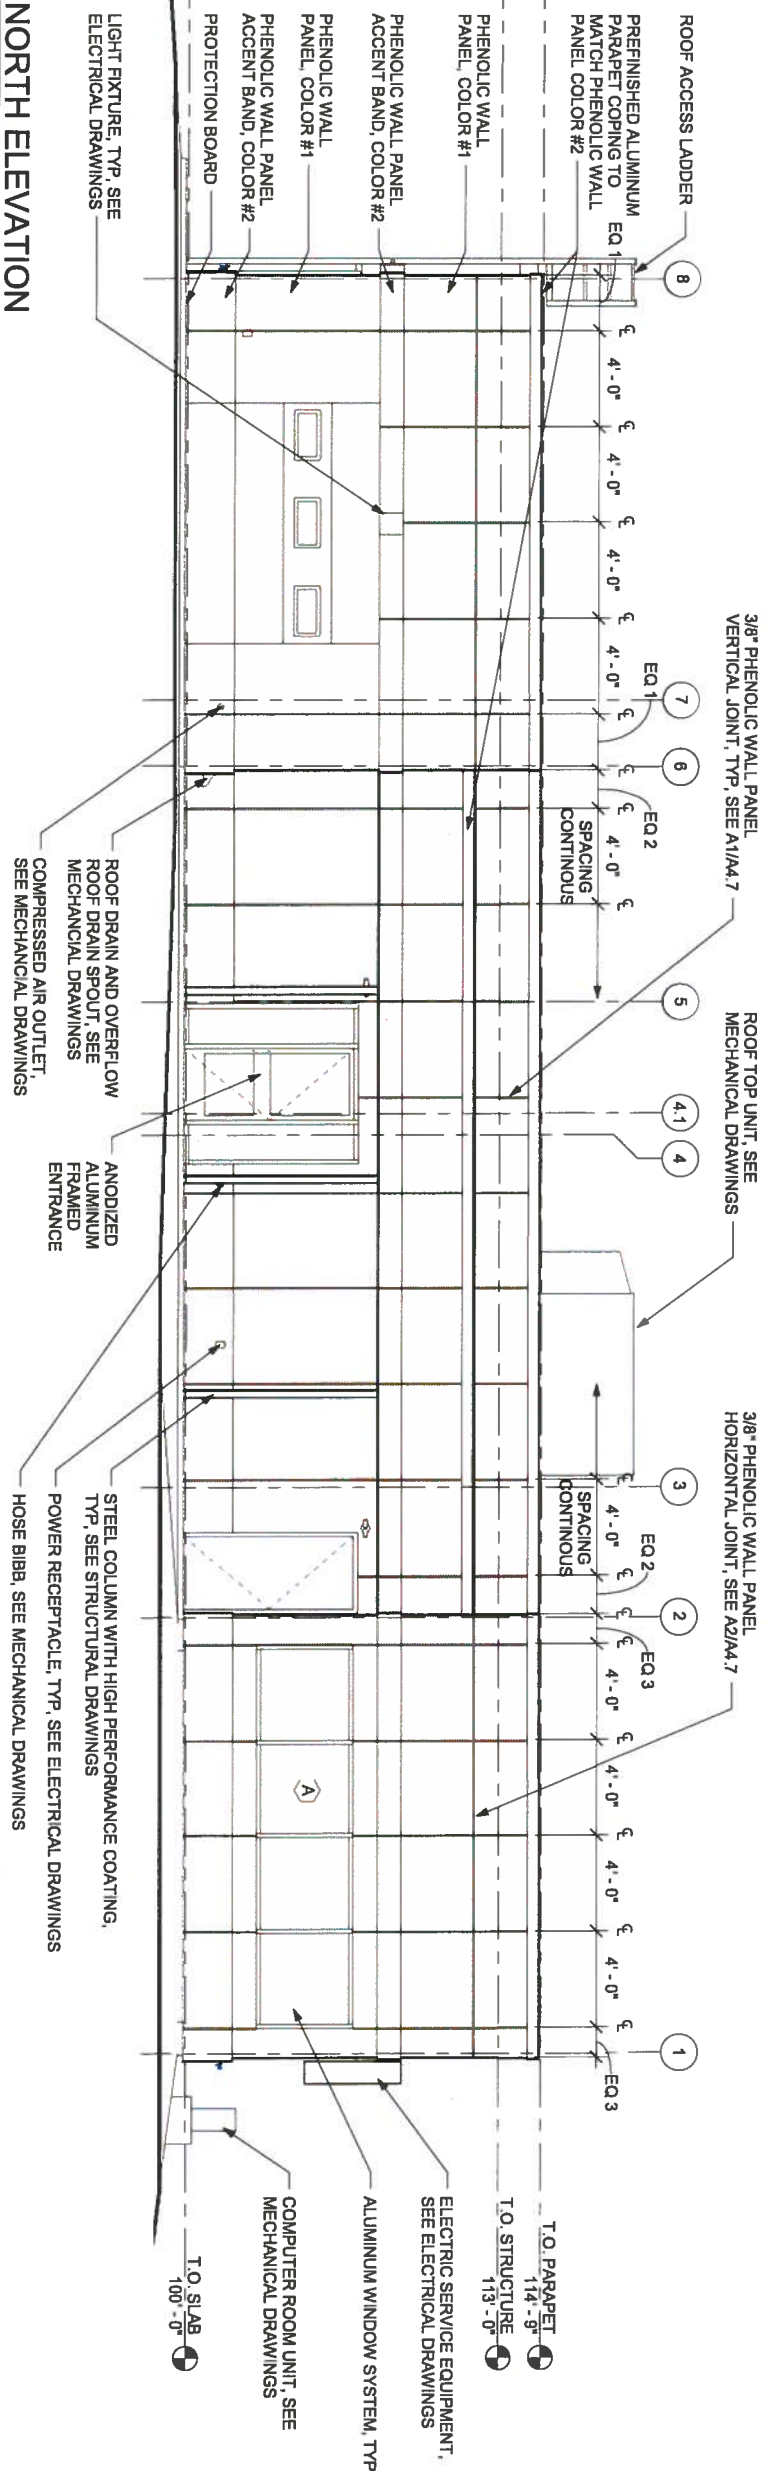 ROOF ACCESS LADDER
PREFINISHED ALUMINUM
PARAPET COPING TO
MATCH PHENOLIC WALL
PANEL COLOR #2
PHENOLIC WALL
PANEL, COLOR #1
PHENOLIC WALL PANEL
ACCENT BAND, COLOR #2
PHENOLIC WALL
PANEL, COLOR #1
PHENOLIC WALL PANEL
ACCENT BAND, COLOR #2
PROTECTION BOARD
LIGHT FIXTURE, TYP, SEE
ELECTRICAL DRAWINGS
NORTH ELEVATION
3/8" PHENOLIC WALL PANEL
VERTICAL JOINT, TYP, SEE A1/A4.7
ROOF TOP UNIT, SEE
MECHANICAL DRAWINGS
3/8" PHENOLIC WALL PANEL
HORIZONTAL JOINT, SEE A2/A4.7
8
7
6
5
4.1
4
3
2
1
EQ 1
℄
4' - 0"
℄
4' - 0"
℄
4' - 0"
℄
4' - 0"
℄
EQ 1
℄
EQ 2
℄
4' - 0"
℄
SPACING
CONTINOUS
SPACING
CONTINOUS
℄
4' - 0"
℄
EQ 2
℄
EQ 3
℄
4' - 0"
℄
4' - 0"
℄
4' - 0"
℄
4' - 0"
℄
EQ 3
A
T.O. PARAPET
114' - 9"
T.O. STRUCTURE
113' - 0"
T.O. SLAB
100' - 0"
ELECTRIC SERVICE EQUIPMENT,
SEE ELECTRICAL DRAWINGS
ALUMINUM WINDOW SYSTEM, TYP
COMPUTER ROOM UNIT, SEE
MECHANICAL DRAWINGS
ROOF DRAIN AND OVERFLOW
ROOF DRAIN SPOUT, SEE
MECHANCIAL DRAWINGS
COMPRESSED AIR OUTLET,
SEE MECHANCIAL DRAWINGS
ANODIZED
ALUMINUM
FRAMED
ENTRANCE
STEEL COLUMN WITH HIGH PERFORMANCE COATING,
TYP, SEE STRUCTURAL DRAWINGS
POWER RECEPTACLE, TYP, SEE ELECTRICAL DRAWINGS
HOSE BIBB, SEE MECHANICAL DRAWINGS